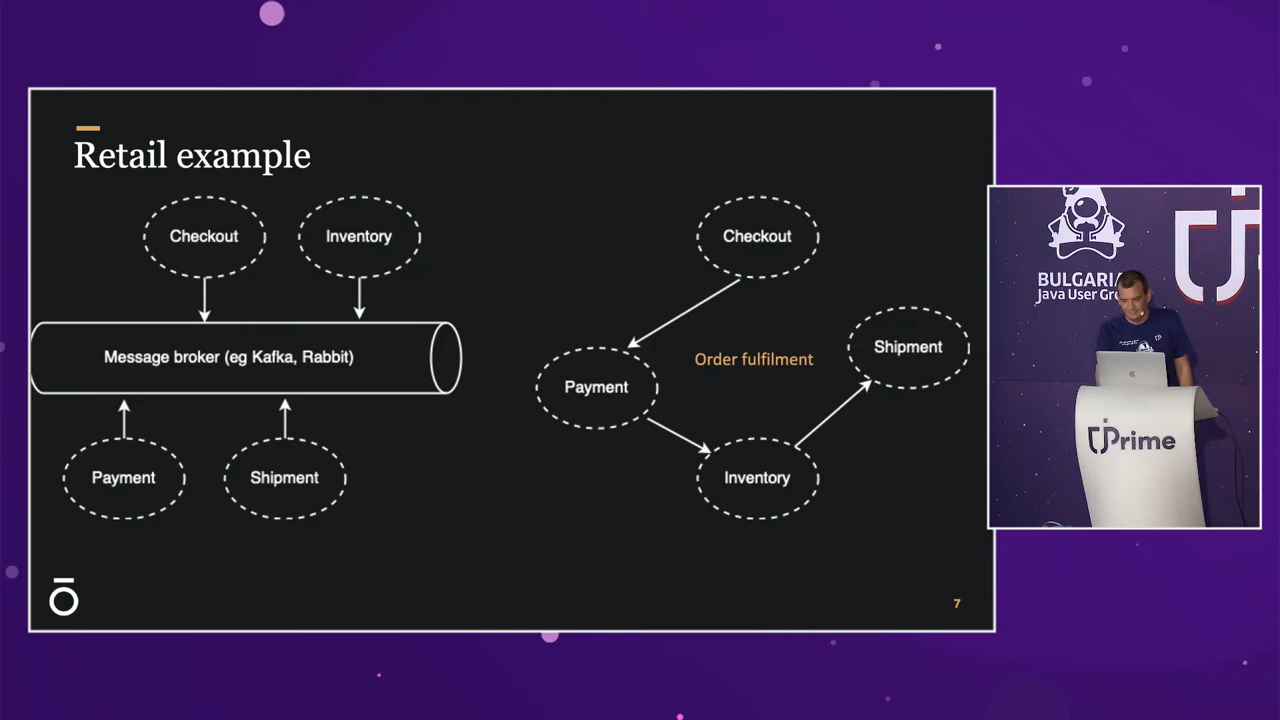 Retail example
Checkout
Inventory
Message broker (eg Kafka, Rabbit)
Payment
Shipment
Checkout
Shipment
Order fulfilment
Payment
Inventory
7
BULGARIA
Java User Gro
Prime